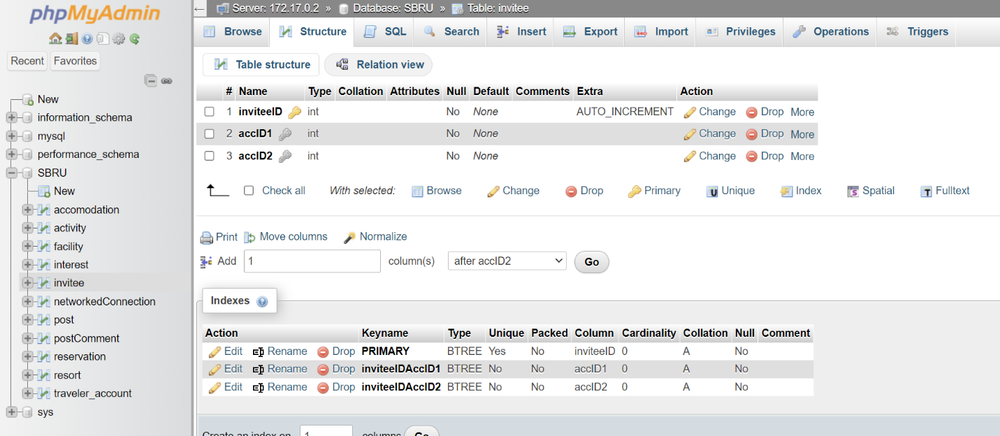 phpMyAdmin
Recent Favorites
New
information_schema
mysql
performance_schema
SBRU
New
accomodation
activity
facility
interest
invitee
networkedConnection
post
postComment
reservation
resort
traveler_account
sys
Server: 172.17.0.2 » Database: SBRU » Table: invitee
Browse Structure SQL Search Insert Export Import Privileges Operations Triggers
Table structure Relation view
# Name Type Collation Attributes Null Default Comments Extra Action
1 inviteeID int No None AUTO_INCREMENT Change Drop More
2 accID1 int No None Change Drop More
3 accID2 int No None Change Drop More
Check all With selected: Browse Change Drop Primary U Unique Index S Spatial T Fulltext
Print Move columns Normalize
Add 1 column(s) after accID2 Go
Indexes
Action Keyname Type Unique Packed Column Cardinality Collation Null Comment
Edit Rename Drop PRIMARY BTREE Yes No inviteeID 0 A No
Edit Rename Drop inviteeIDAccID1 BTREE No No accID1 0 A No
Edit Rename Drop inviteeIDAccID2 BTREE No No accID2 0 A No
Create an index on 1 columns Go